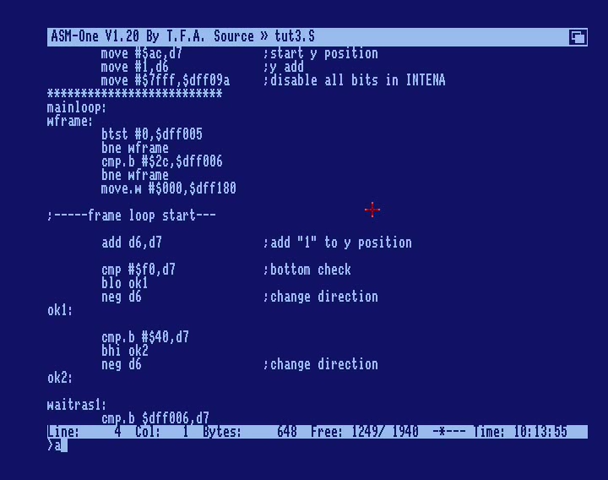 ASM-One V1.20 By T.F.A. Source » tut3.S
move #$ac,d7 ;start y position
move #1,d6 ;y add
move #$7fff,$dff09a ;disable all bits in INTENA
**************************
mainloop:
wframe:
btst #0,$dff005
bne wframe
cmp.b #$2c,$dff006
bne wframe
move.w #$000,$dff180
;-----frame loop start---
add d6,d7 ;add "1" to y position
cmp #$f0,d7 ;bottom check
blo ok1
neg d6 ;change direction
ok1:
cmp.b #$40,d7
bhi ok2
neg d6 ;change direction
ok2:
waitras1:
cmp.b $dff006,d7
Line: 4 Col: 1 Bytes: 648 Free: 1249/ 1940 -*--- Time: 10:13:55
>a